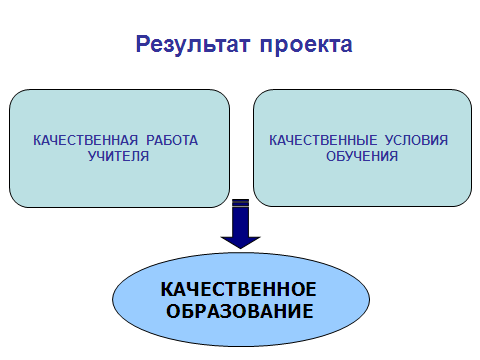 Результат проекта
КАЧЕСТВЕННАЯ РАБОТА
УЧИТЕЛЯ
КАЧЕСТВЕННЫЕ УСЛОВИЯ
ОБУЧЕНИЯ
КАЧЕСТВЕННОЕ
ОБРАЗОВАНИЕ